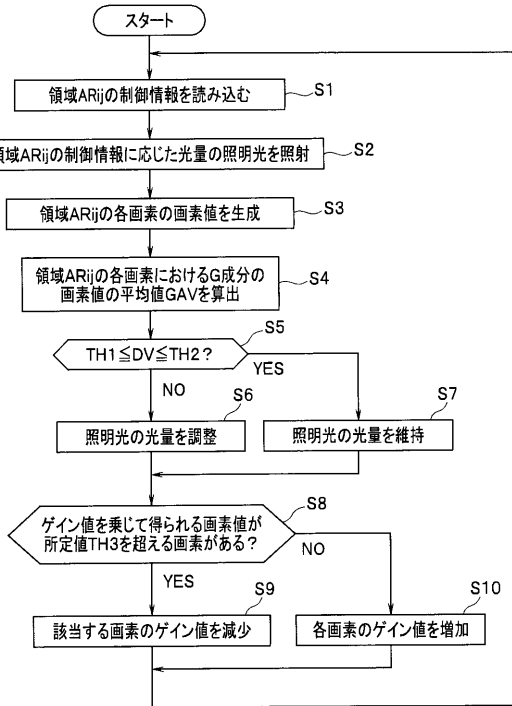 スタート
領域ARijの制御情報を読み込む
S1
領域ARijの制御情報に応じた光量の照明光を照射
S2
領域ARijの各画素の画素値を生成
S3
領域ARijの各画素におけるG成分の
画素値の平均値GAVを算出
S4
TH1≦DV≦TH2?
S5
YES
NO
照明光の光量を調整
S6
照明光の光量を維持
S7
ゲイン値を乗じて得られる画素値が
所定値TH3を超える画素がある?
S8
NO
YES
該当する画素のゲイン値を減少
S9
各画素のゲイン値を増加
S10